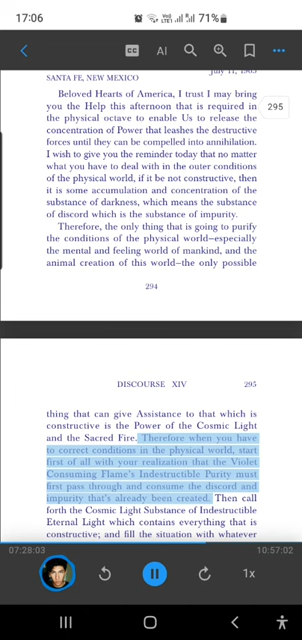 17:06
71%
CC
AI
July 11, 1965
SANTA FE, NEW MEXICO
Beloved Hearts of America, I trust I may bring
you the Help this afternoon that is required in
295
the physical octave to enable Us to release the
concentration of Power that leashes the destructive
forces until they can be compelled into annihilation.
I wish to give you the reminder today that no matter
what you have to deal with in the outer conditions
of the physical world, if it be not constructive, then
it is some accumulation and concentration of the
substance of darkness, which means the substance
of discord which is the substance of impurity.
Therefore, the only thing that is going to purify
the conditions of the physical world—especially
the mental and feeling world of mankind, and the
animal creation of this world—the only possible
294
DISCOURSE XIV 295
thing that can give Assistance to that which is
constructive is the Power of the Cosmic Light
and the Sacred Fire. Therefore when you have
to correct conditions in the physical world, start
first of all with your realization that the Violet
Consuming Flame's Indestructible Purity must
first pass through and consume the discord and
impurity that's already been created. Then call
forth the Cosmic Light Substance of Indestructible
Eternal Light which contains everything that is
constructive; and fill the situation with whatever
07:28:03 10:57:02
1x